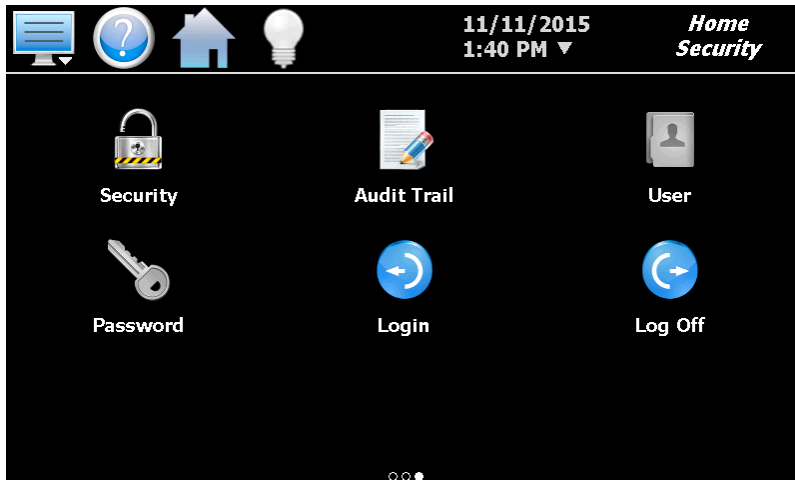 11/11/2015
1:40 PM ▼
Home
Security
Security
Audit Trail
User
Password
Login
Log Off